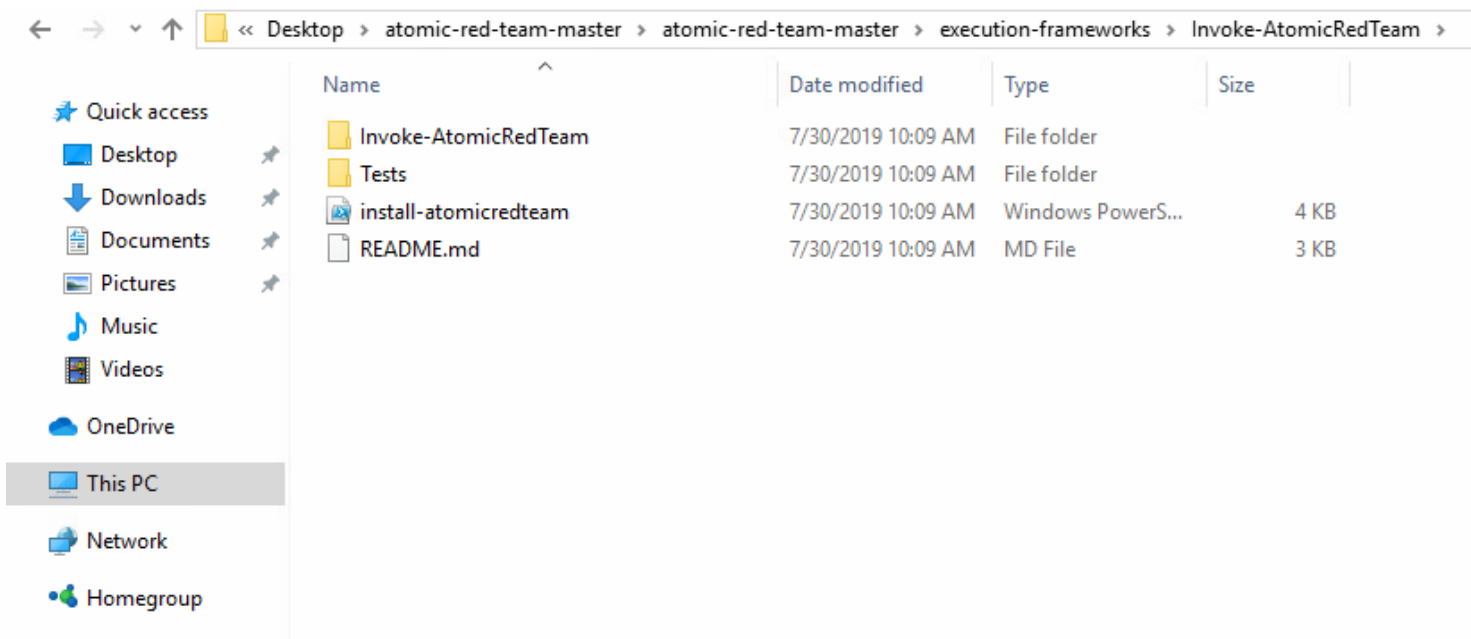 « Desktop > atomic-red-team-master > atomic-red-team-master > execution-frameworks > Invoke-AtomicRedTeam >
Name Date modified Type Size
Quick access
Desktop
Downloads
Documents
Pictures
Music
Videos
OneDrive
This PC
Network
Homegroup
Invoke-AtomicRedTeam 7/30/2019 10:09 AM File folder
Tests 7/30/2019 10:09 AM File folder
install-atomicredteam 7/30/2019 10:09 AM Windows PowerS... 4 KB
README.md 7/30/2019 10:09 AM MD File 3 KB